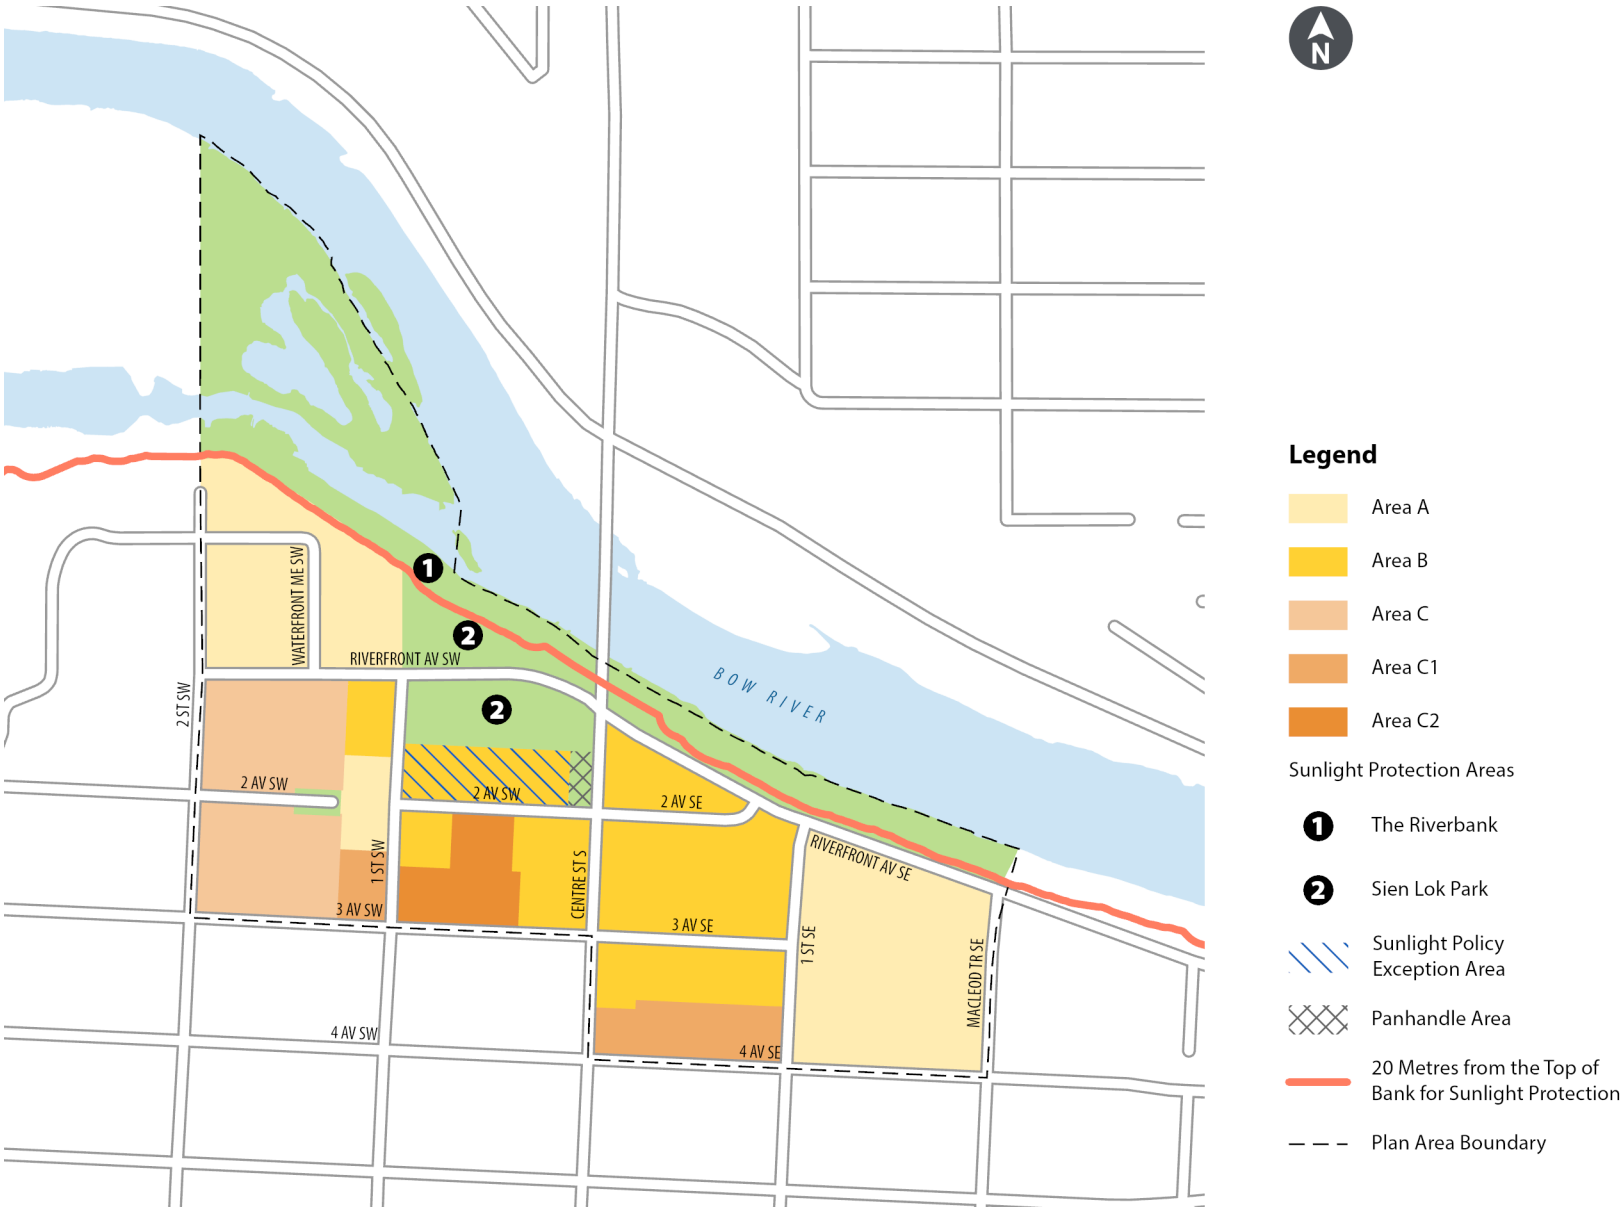 N
1
WATERFRONT ME SW
2
RIVERFRONT AV SW
BOW RIVER
2 ST SW
2
2 AV SW
2 AV SW
2 AV SE
RIVERFRONT AV SE
1 ST SW
CENTRE ST S
3 AV SW
3 AV SE
1 ST SE
MACLEOD TR SE
4 AV SW
4 AV SE
Legend
Area A
Area B
Area C
Area C1
Area C2
Sunlight Protection Areas
1 The Riverbank
2 Sien Lok Park
Sunlight Policy
Exception Area
Panhandle Area
20 Metres from the Top of
Bank for Sunlight Protection
Plan Area Boundary